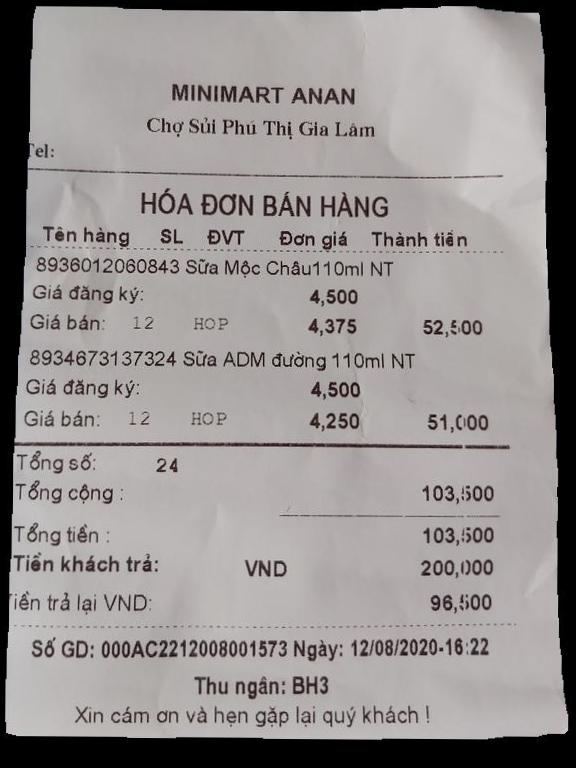 MINIMART ANAN
Chợ Sủi Phú Thị Gia Lâm
Tel:
HÓA ĐƠN BÁN HÀNG
Tên hàng SL ĐVT Đơn giá Thành tiền
8936012060843 Sữa Mộc Châu110ml NT
Giá đăng ký: 4,500
Giá bán: 12 HOP 4,375 52,500
8934673137324 Sữa ADM đường 110ml NT
Giá đăng ký: 4,500
Giá bán: 12 HOP 4,250 51,000
Tổng số: 24
Tổng cộng : 103,500
Tổng tiền : 103,500
Tiền khách trả: VND 200,000
Tiền trả lại VND: 96,500
Số GD: 000AC2212008001573 Ngày: 12/08/2020-16:22
Thu ngân: BH3
Xin cám ơn và hẹn gặp lại quý khách !